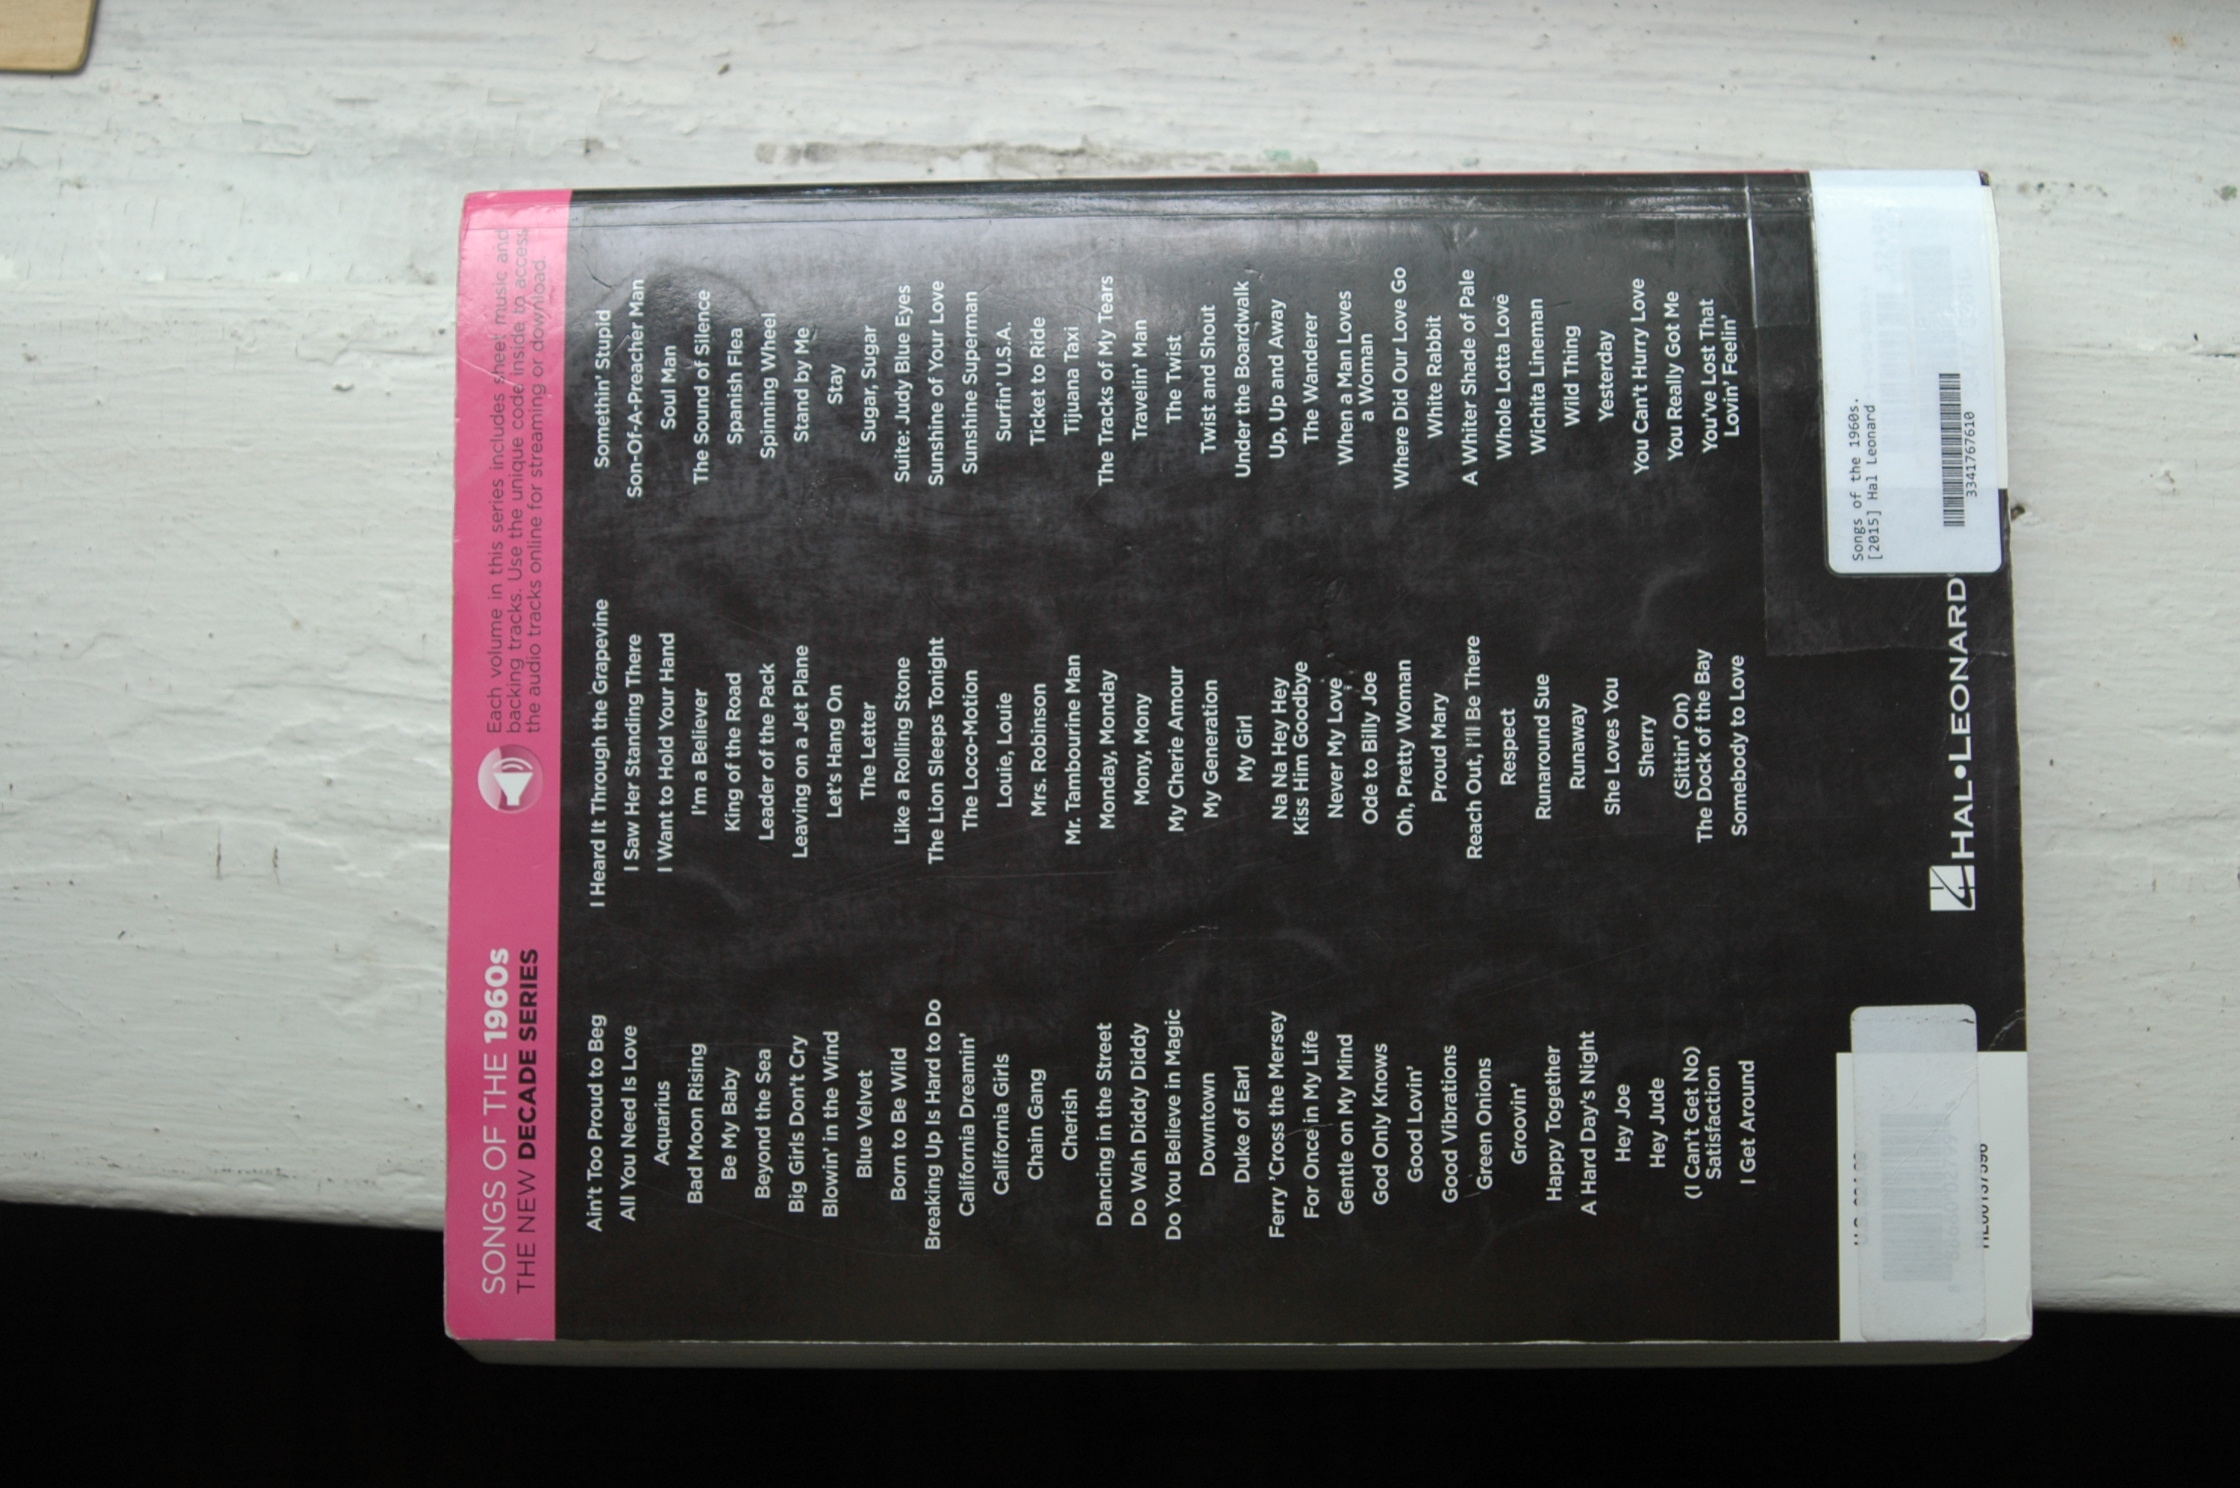 SONGS OF THE 1960s
THE NEW DECADE SERIES
Each volume in this series includes sheet music and
backing tracks. Use the unique code inside to access
the audio tracks online for streaming or download.
Ain't Too Proud to Beg
All You Need Is Love
Aquarius
Bad Moon Rising
Be My Baby
Beyond the Sea
Big Girls Don't Cry
Blowin' in the Wind
Blue Velvet
Born to Be Wild
Breaking Up Is Hard to Do
California Dreamin'
California Girls
Chain Gang
Cherish
Dancing in the Street
Do Wah Diddy Diddy
Do You Believe in Magic
Downtown
Duke of Earl
Ferry 'Cross the Mersey
For Once in My Life
Gentle on My Mind
God Only Knows
Good Lovin'
Good Vibrations
Green Onions
Groovin'
Happy Together
A Hard Day's Night
Hey Joe
Hey Jude
(I Can't Get No)
Satisfaction
I Get Around
I Heard It Through the Grapevine
I Saw Her Standing There
I Want to Hold Your Hand
I'm a Believer
King of the Road
Leader of the Pack
Leaving on a Jet Plane
Let's Hang On
The Letter
Like a Rolling Stone
The Lion Sleeps Tonight
The Loco-Motion
Louie, Louie
Mrs. Robinson
Mr. Tambourine Man
Monday, Monday
Mony, Mony
My Cherie Amour
My Generation
My Girl
Na Na Hey Hey
Kiss Him Goodbye
Never My Love
Ode to Billy Joe
Oh, Pretty Woman
Proud Mary
Reach Out, I'll Be There
Respect
Runaround Sue
Runaway
She Loves You
Sherry
(Sittin' On)
The Dock of the Bay
Somebody to Love
Somethin' Stupid
Son-Of-A-Preacher Man
Soul Man
The Sound of Silence
Spanish Flea
Spinning Wheel
Stand by Me
Stay
Sugar, Sugar
Suite: Judy Blue Eyes
Sunshine of Your Love
Sunshine Superman
Surfin' U.S.A.
Ticket to Ride
Tijuana Taxi
The Tracks of My Tears
Travelin' Man
The Twist
Twist and Shout
Under the Boardwalk
Up, Up and Away
The Wanderer
When a Man Loves
a Woman
Where Did Our Love Go
White Rabbit
A Whiter Shade of Pale
Whole Lotta Love
Wichita Lineman
Wild Thing
Yesterday
You Can't Hurry Love
You Really Got Me
You've Lost That
Lovin' Feelin'
HL00137596
HAL•LEONARD
Songs of the 1960s.
[2015] Hal Leonard
3341767610